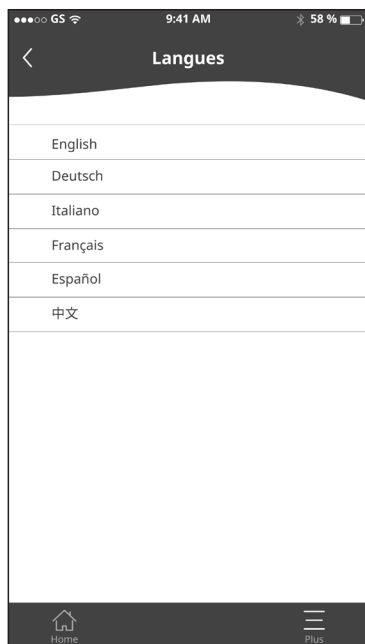 GS 9:41 AM 58 %
Langues
English
Deutsch
Italiano
Français
Español
中文
Home Plus